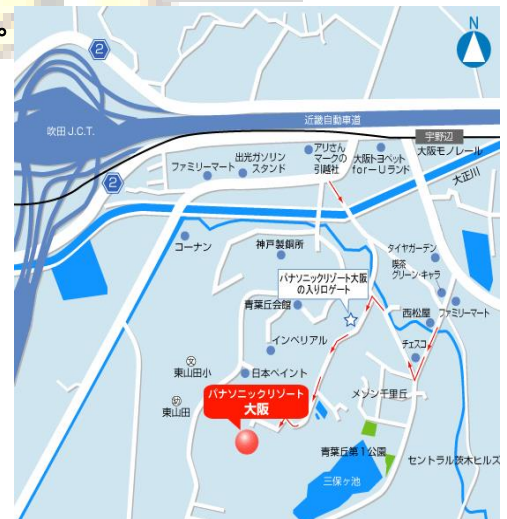 N
2
近畿自動車道
吹田 J.C.T.
宇野辺
大阪モノレール
アリさん
マークの
引越社
大阪トヨペット
for-Uランド
出光ガソリン
スタンド
ファミリーマート
大正川
2
コーナン
神戸製鋼所
タイヤガーデン
喫茶
グリーン・キャラ
パナソニックリゾート大阪
の入り口ゲート
青葉丘会館
西松屋
ファミリーマート
インペリアル
チェスコ
文
東山田小
日本ペイント
パナソニックリゾート
大阪
メゾン千里丘
東山田
青葉丘第1公園
セントラル茨木ヒルズ
三保ヶ池